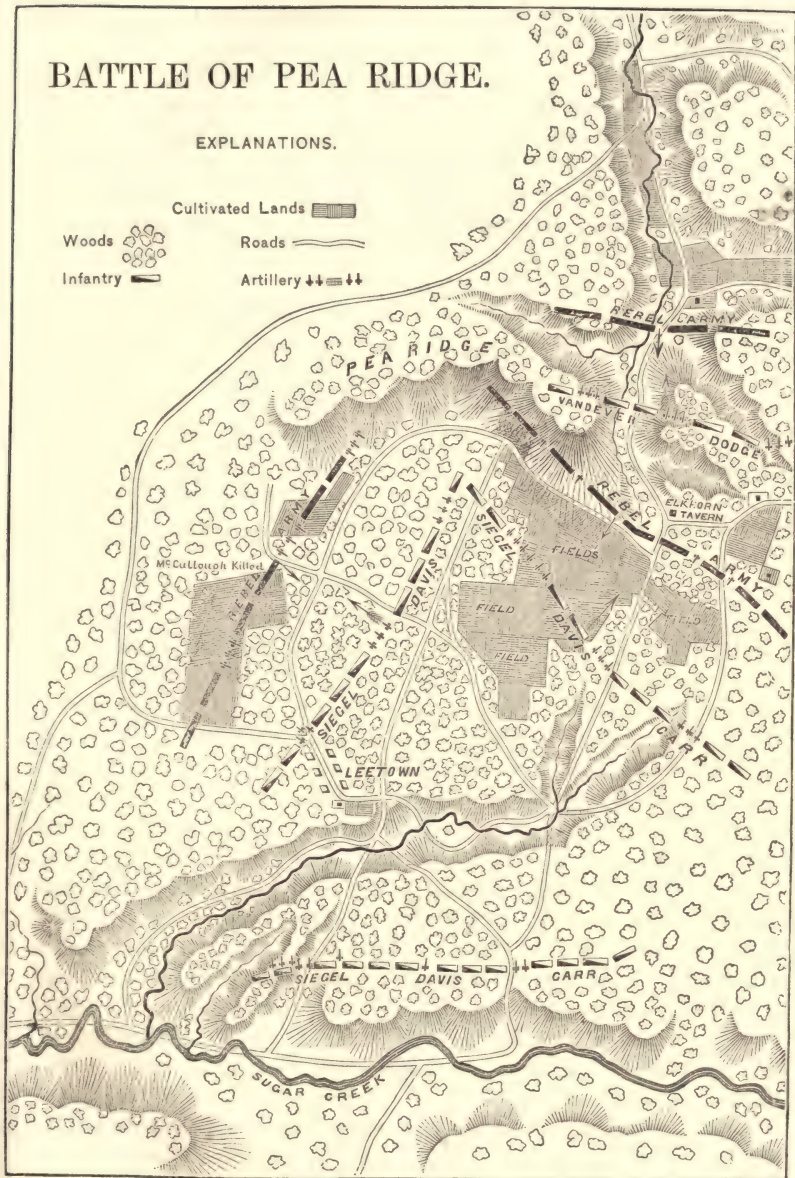 BATTLE OF PEA RIDGE.
EXPLANATIONS.
Cultivated Lands
Woods
Roads
Infantry
Artillery
REBEL ARMY
PEA RIDGE
VANDEVER
DODGE
REBEL ARMY
ELKHORN
TAVERN
REBEL ARMY
McCullough Killed
SIEGEL
DAVIS
FIELDS
FIELD
FIELD
FIELD
DAVIS
SIEGEL
CARR
LEETOWN
SIEGEL
DAVIS
CARR
SUGAR CREEK